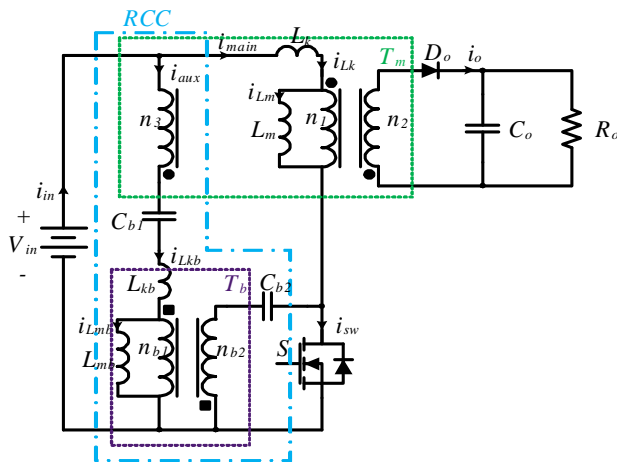 RCC
i_main
L_k
T_m
D_o
i_o
i_aux
i_Lk
i_Lm
n_3
L_m
n_1
n_2
C_o
R_o
i_in
+
V_in
-
C_b1
i_Lkb
L_kb
T_b
C_b2
i_Lmb
L_mb
n_b1
n_b2
i_sw
S